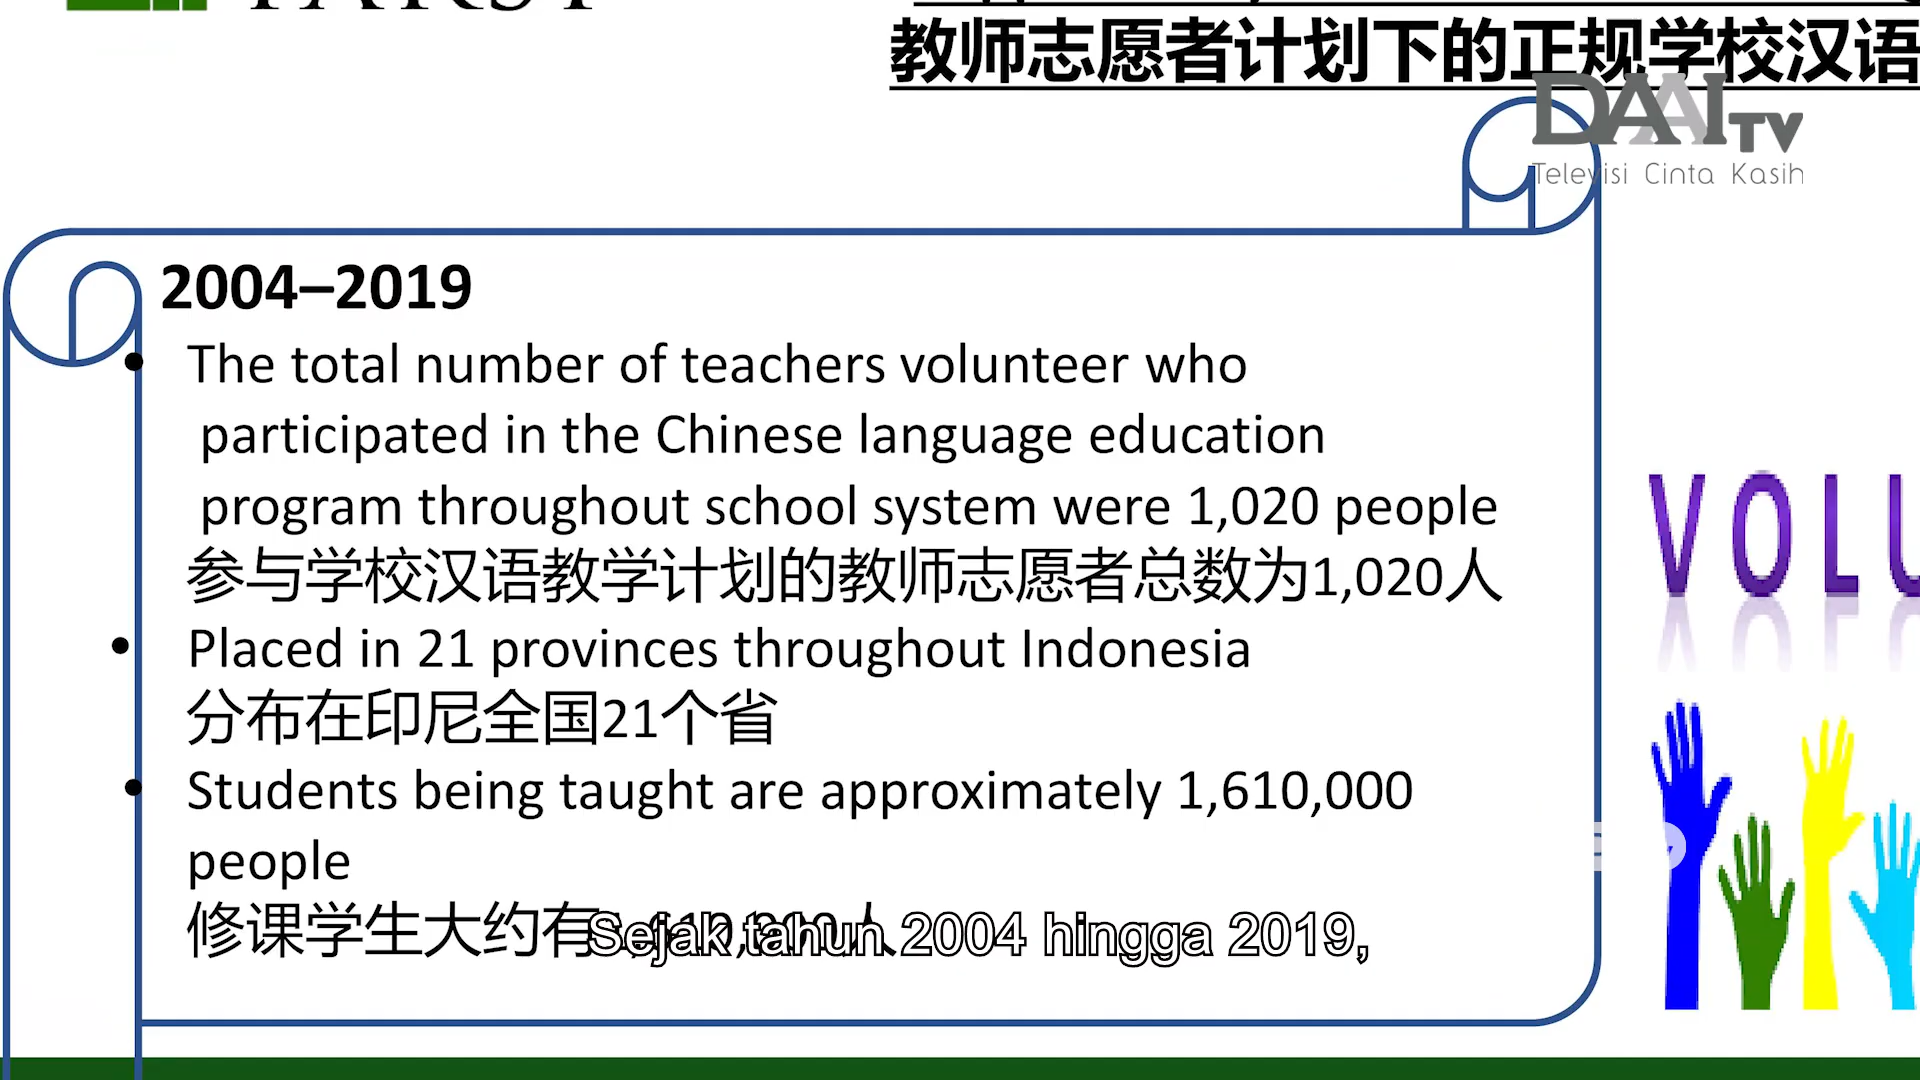 教师志愿者计划下的正规学校汉语
DAAI TV
Televisi Cinta Kasih
2004–2019
• The total number of teachers volunteer who
participated in the Chinese language education
program throughout school system were 1,020 people
参与学校汉语教学计划的教师志愿者总数为1,020人
• Placed in 21 provinces throughout Indonesia
分布在印尼全国21个省
• Students being taught are approximately 1,610,000
people
修课学生大约有
Sejak tahun 2004 hingga 2019,
VOLU